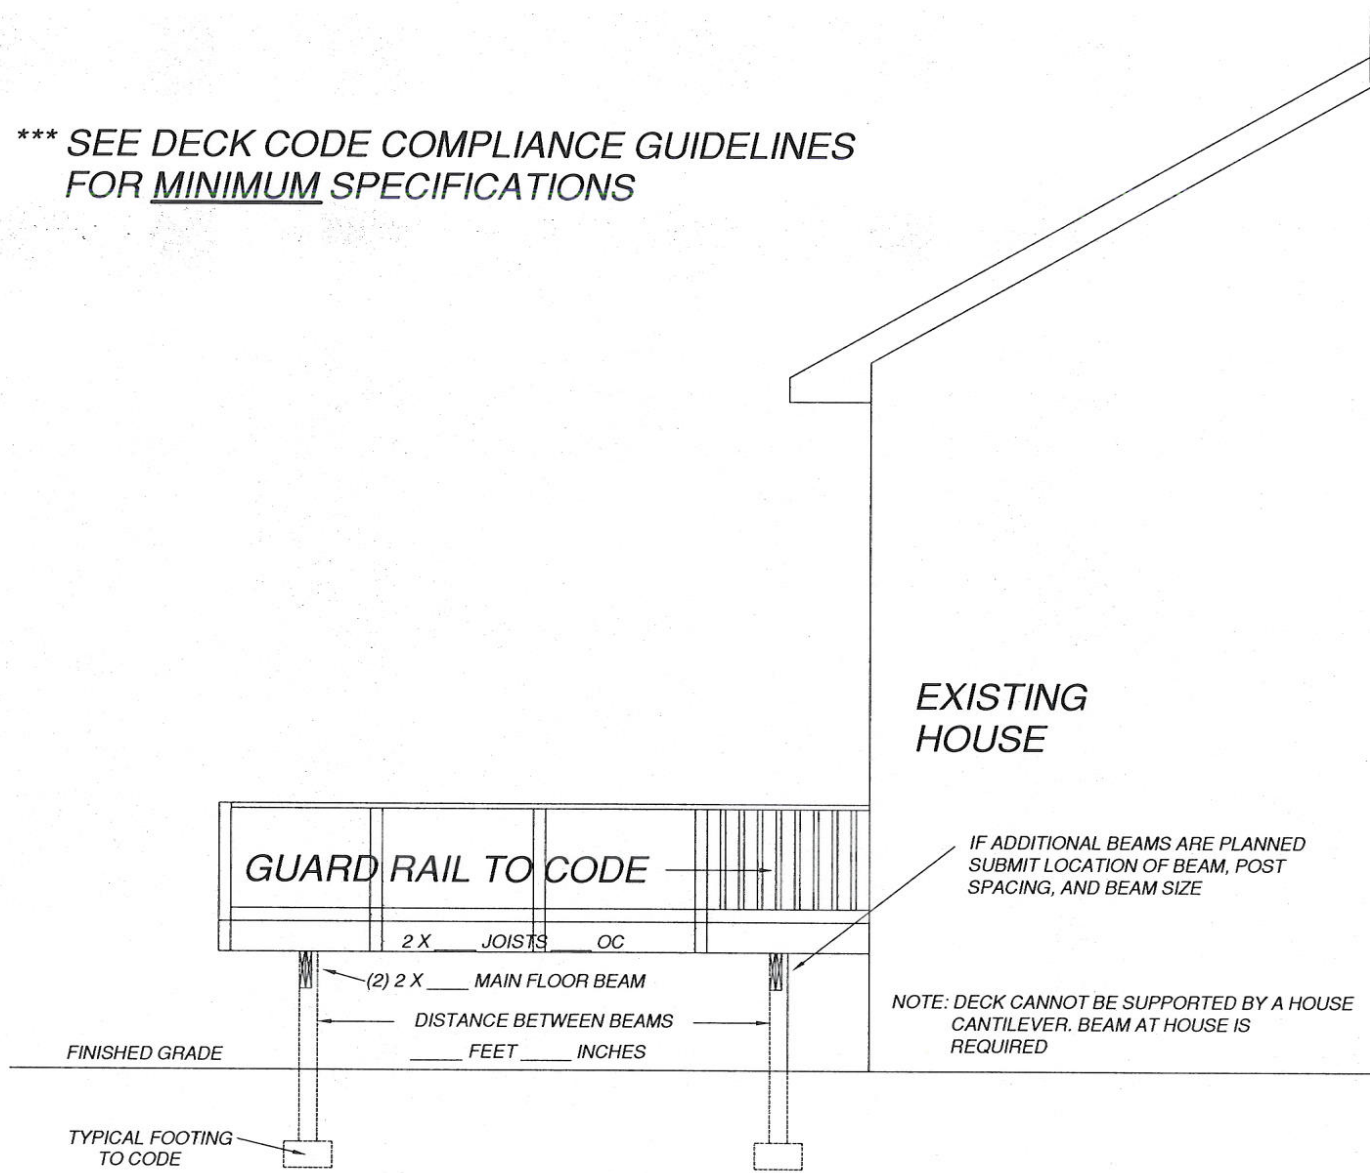 *** SEE DECK CODE COMPLIANCE GUIDELINES
FOR MINIMUM SPECIFICATIONS
EXISTING
HOUSE
GUARD RAIL TO CODE
IF ADDITIONAL BEAMS ARE PLANNED
SUBMIT LOCATION OF BEAM, POST
SPACING, AND BEAM SIZE
2 X ____ JOISTS ____ OC
(2) 2 X ____ MAIN FLOOR BEAM
NOTE: DECK CANNOT BE SUPPORTED BY A HOUSE
CANTILEVER. BEAM AT HOUSE IS
REQUIRED
DISTANCE BETWEEN BEAMS
_____ FEET _____ INCHES
FINISHED GRADE
TYPICAL FOOTING
TO CODE